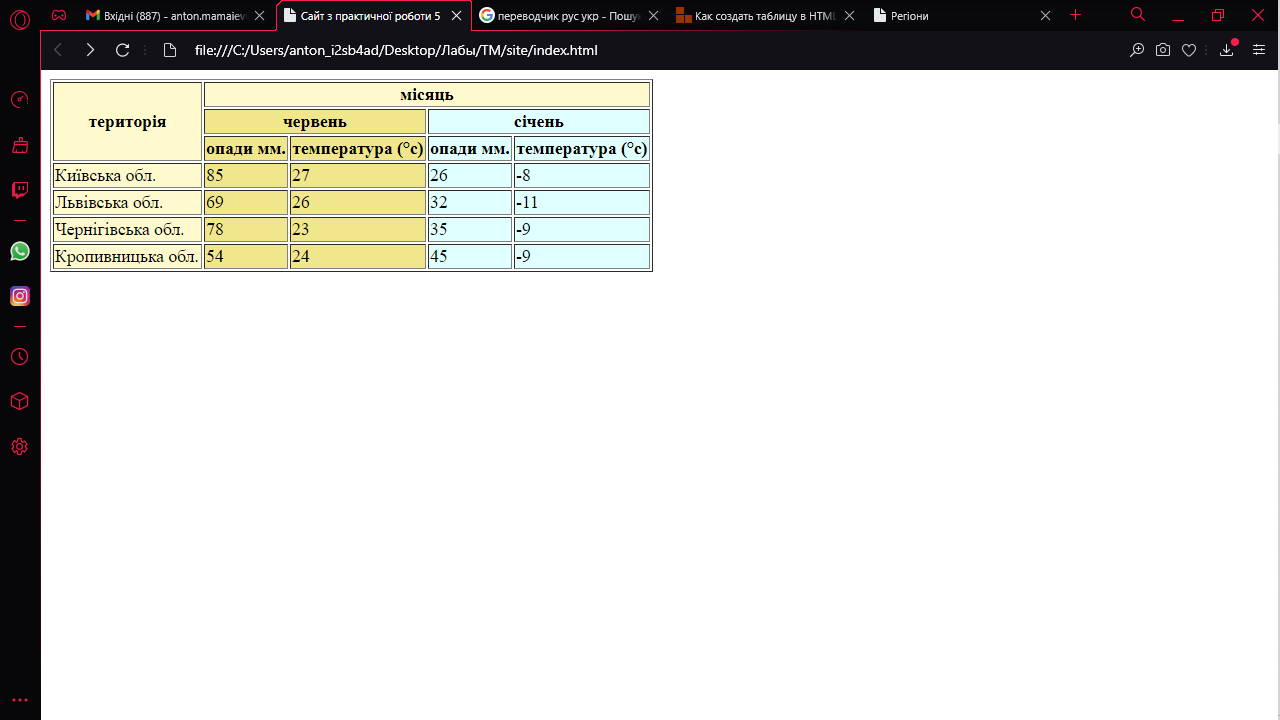 Вхідні (887) - anton.mamaiev
Сайт з практичної роботи 5
переводчик рус укр - Пошук
Как создать таблицу в HTML
Регіони
file:///C:/Users/anton_i2sb4ad/Desktop/Лабы/ТМ/site/index.html
територія місяць
червень січень
опади мм. температура (°с) опади мм. температура (°с)
Київська обл. 85 27 26 -8
Львівська обл. 69 26 32 -11
Чернігівська обл. 78 23 35 -9
Кропивницька обл. 54 24 45 -9